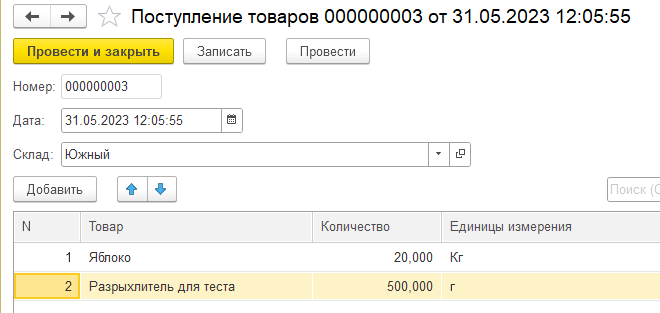 Поступление товаров 000000003 от 31.05.2023 12:05:55
Провести и закрыть Записать Провести
Номер: 000000003
Дата: 31.05.2023 12:05:55
Склад: Южный
Добавить Поиск (С
N Товар Количество Единицы измерения
1 Яблоко 20,000 Кг
2 Разрыхлитель для теста 500,000 г